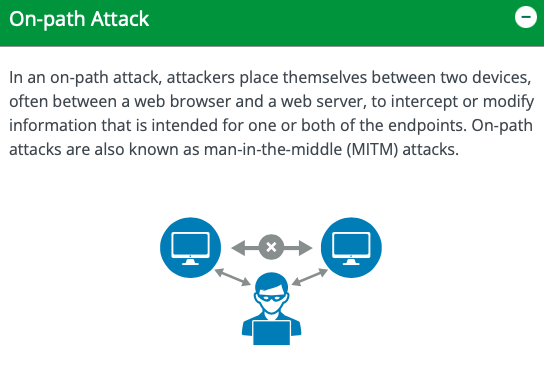 On-path Attack
In an on-path attack, attackers place themselves between two devices,
often between a web browser and a web server, to intercept or modify
information that is intended for one or both of the endpoints. On-path
attacks are also known as man-in-the-middle (MITM) attacks.